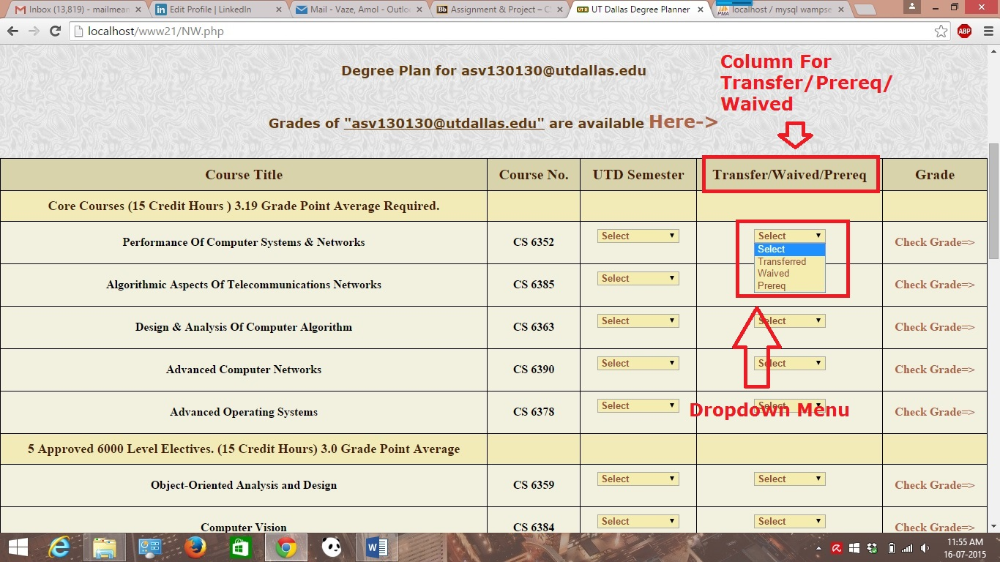 Inbox (13,819) - mailmean
Edit Profile | LinkedIn
Mail - Vaze, Amol - Outlo
Assignment & Project – C
UT Dallas Degree Planner
localhost / mysql wampse
localhost/www21/NW.php
ABP
Degree Plan for asv130130@utdallas.edu
Column For
Transfer/Prereq/
Waived
Grades of "asv130130@utdallas.edu" are available Here->
Course Title Course No. UTD Semester Transfer/Waived/Prereq Grade
Core Courses (15 Credit Hours ) 3.19 Grade Point Average Required.
Performance Of Computer Systems & Networks CS 6352 Select Select Check Grade=>
Select
Transferred
Waived
Prereq
Algorithmic Aspects Of Telecommunications Networks CS 6385 Select Check Grade=>
Design & Analysis Of Computer Algorithm CS 6363 Select Select Check Grade=>
Advanced Computer Networks CS 6390 Select Select Check Grade=>
Advanced Operating Systems CS 6378 Select Select Check Grade=>
Dropdown Menu
5 Approved 6000 Level Electives. (15 Credit Hours) 3.0 Grade Point Average
Object-Oriented Analysis and Design CS 6359 Select Select Check Grade=>
Computer Vision CS 6384 Select Select Check Grade=>
11:55 AM
16-07-2015